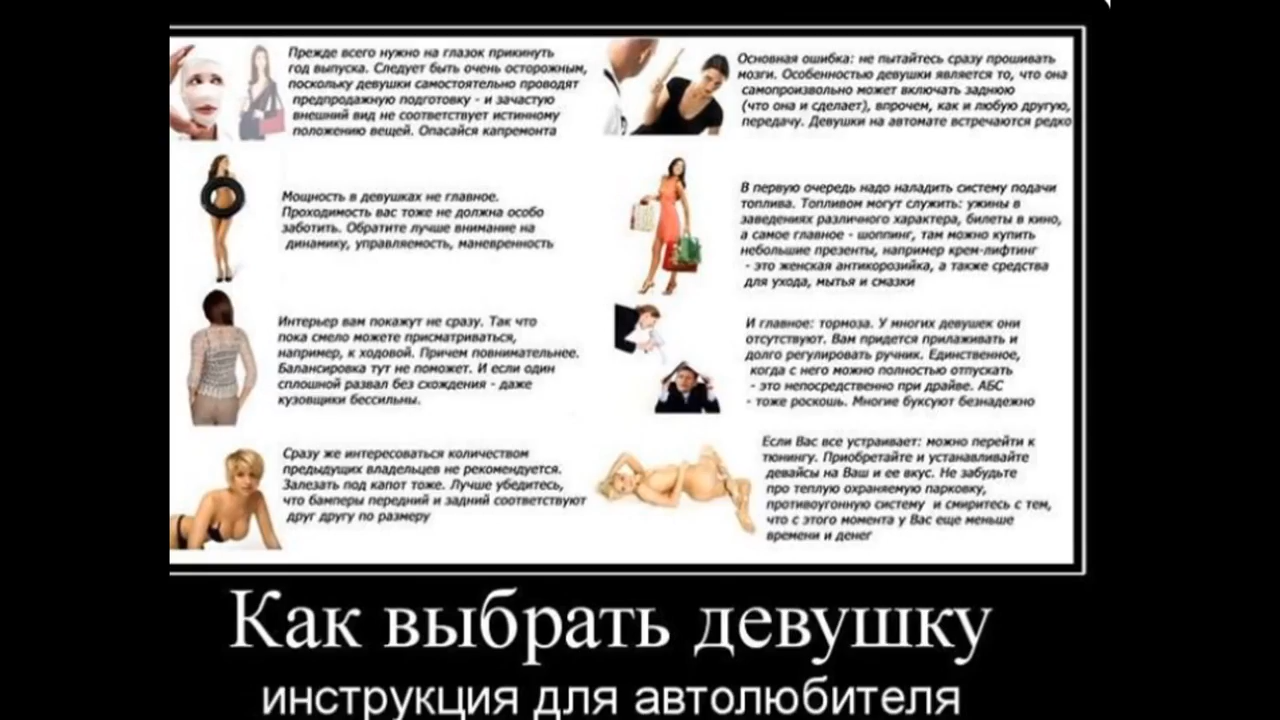 Прежде всего нужно на глазок прикинуть
год выпуска. Следует быть очень осторожным,
поскольку девушки самостоятельно проводят
предпродажную подготовку - и зачастую
внешний вид не соответствует истинному
положению вещей. Опасайся капремонта
Мощность в девушках не главное.
Проходимость вас тоже не должна особо
заботить. Обратите лучше внимание на
динамику, управляемость, маневренность
Интерьер вам покажут не сразу. Так что
пока смело можете присматриваться,
например, к ходовой. Причем повнимательнее.
Балансировка тут не поможет. И если один
сплошной развал без схождения - даже
кузовщики бессильны.
Сразу же интересоваться количеством
предыдущих владельцев не рекомендуется.
Залезать под капот тоже. Лучше убедитесь,
что бамперы передний и задний соответствуют
друг другу по размеру
Основная ошибка: не пытайтесь сразу прошивать
мозги. Особенностью девушки является то, что она
самопроизвольно может включать заднюю
(что она и сделает), впрочем, как и любую другую,
передачу. Девушки на автомате встречаются редко
В первую очередь надо наладить систему подачи
топлива. Топливом могут служить: ужины в
заведениях различного характера, билеты в кино,
а самое главное - шоппинг, там можно купить
небольшие презенты, например крем-лифтинг
- это женская антикорозийка, а также средства
для ухода, мытья и смазки
И главное: тормоза. У многих девушек они
отсутствуют. Вам придется прилаживать и
долго регулировать ручник. Единственное,
когда с него можно полностью отпускать
- это непосредственно при драйве. АБС
- тоже роскошь. Многие буксуют безнадежно
Если Вас все устраивает: можно перейти к
тюнингу. Приобретайте и устанавливайте
девайсы на Ваш и ее вкус. Не забудьте
про теплую охраняемую парковку,
противоугонную систему и смиритесь с тем,
что с этого момента у Вас еще меньше
времени и денег
Как выбрать девушку
инструкция для автолюбителя